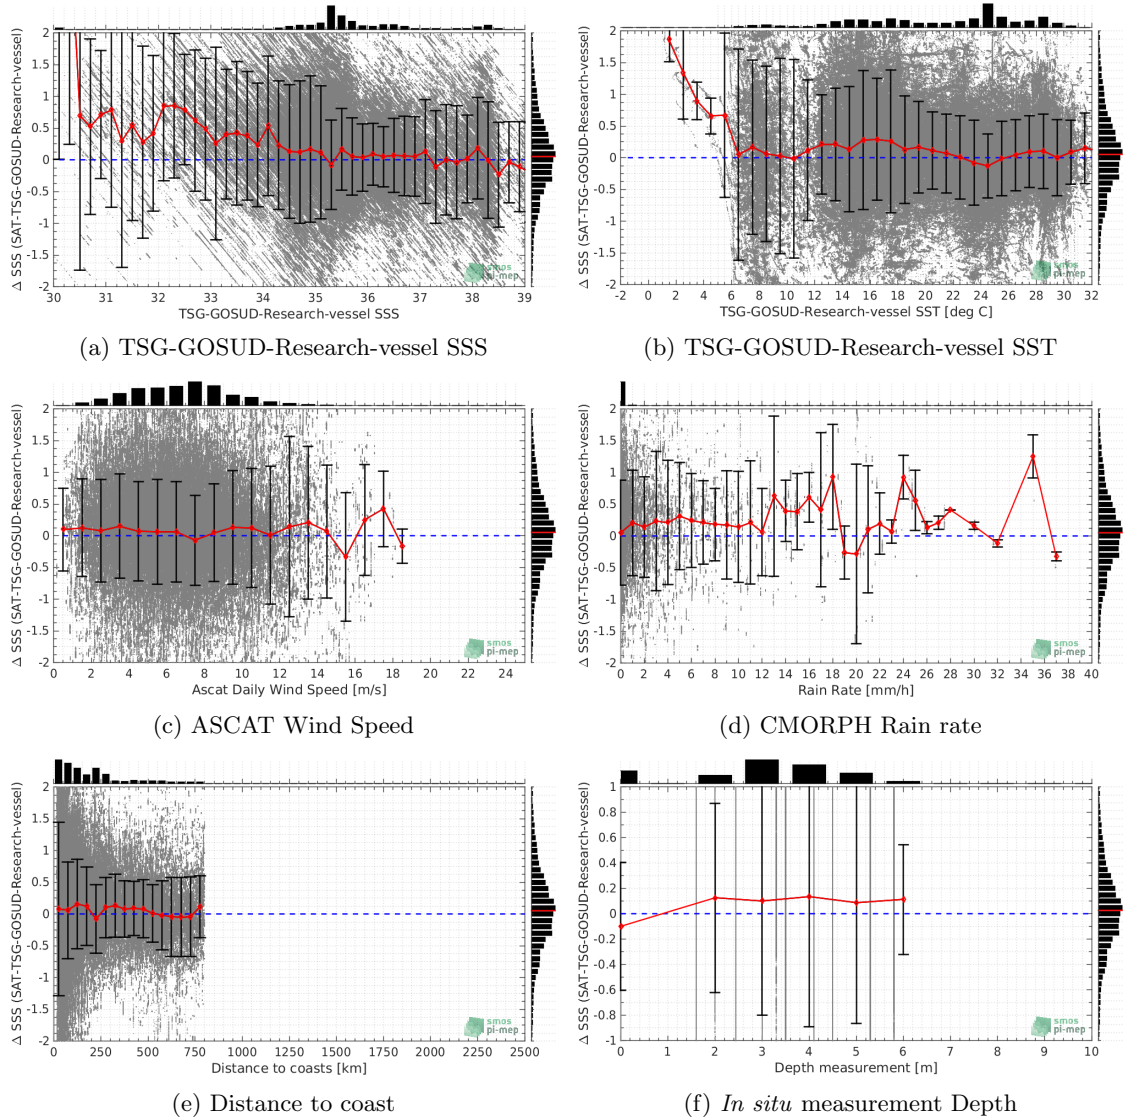 2
1.5
1
0.5
0
-0.5
-1
-1.5
-2
Δ SSS (SAT-TSG-GOSUD-Research-vessel)
30 31 32 33 34 35 36 37 38 39
TSG-GOSUD-Research-vessel SSS
smos
pi-mep
(a) TSG-GOSUD-Research-vessel SSS
2
1.5
1
0.5
0
-0.5
-1
-1.5
-2
Δ SSS (SAT-TSG-GOSUD-Research-vessel)
-2 0 2 4 6 8 10 12 14 16 18 20 22 24 26 28 30 32
TSG-GOSUD-Research-vessel SST [deg C]
smos
pi-mep
(b) TSG-GOSUD-Research-vessel SST
2
1.5
1
0.5
0
-0.5
-1
-1.5
-2
Δ SSS (SAT-TSG-GOSUD-Research-vessel)
0 2 4 6 8 10 12 14 16 18 20 22 24
Ascat Daily Wind Speed [m/s]
smos
pi-mep
(c) ASCAT Wind Speed
2
1.5
1
0.5
0
-0.5
-1
-1.5
-2
Δ SSS (SAT-TSG-GOSUD-Research-vessel)
0 2 4 6 8 10 12 14 16 18 20 22 24 26 28 30 32 34 36 38 40
Rain Rate [mm/h]
smos
pi-mep
(d) CMORPH Rain rate
2
1.5
1
0.5
0
-0.5
-1
-1.5
-2
Δ SSS (SAT-TSG-GOSUD-Research-vessel)
0 250 500 750 1000 1250 1500 1750 2000 2250 2500
Distance to coasts [km]
smos
pi-mep
(e) Distance to coast
1
0.8
0.6
0.4
0.2
0
-0.2
-0.4
-0.6
-0.8
-1
Δ SSS (SAT-TSG-GOSUD-Research-vessel)
0 1 2 3 4 5 6 7 8 9 10
Depth measurement [m]
smos
pi-mep
(f) In situ measurement Depth